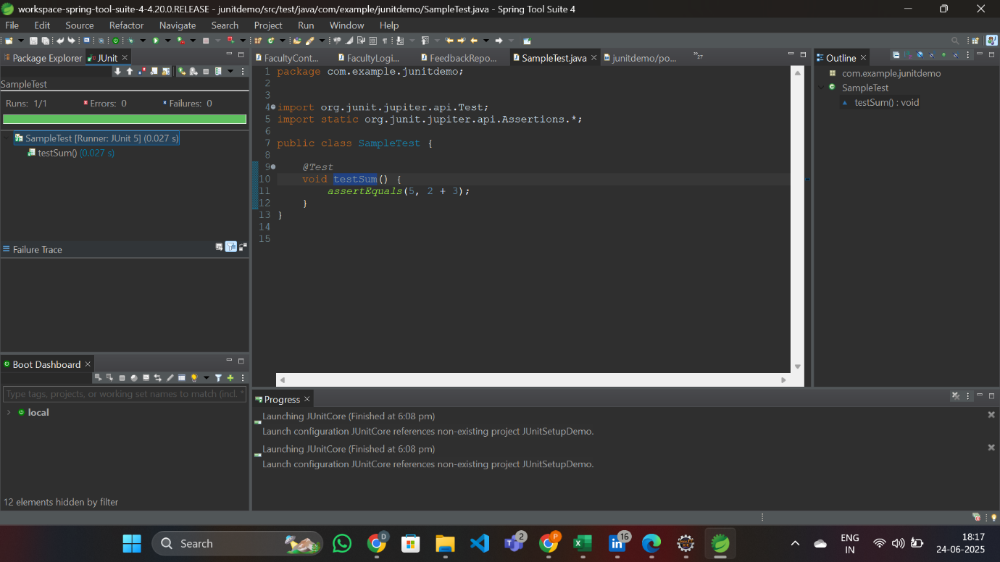 workspace-spring-tool-suite-4-4.20.0.RELEASE - junitdemo/src/test/java/com/example/junitdemo/SampleTest.java - Spring Tool Suite 4
File Edit Source Refactor Navigate Search Project Run Window Help
Package Explorer
JUnit
SampleTest
Runs: 1/1 Errors: 0 Failures: 0
SampleTest [Runner: JUnit 5] (0.027 s)
testSum() (0.027 s)
Failure Trace
Boot Dashboard
Type tags, projects, or working set names to match (incl. *
local
12 elements hidden by filter
FacultyCont... FacultyLogi... FeedbackRepo... SampleTest.java junitdemo/po... »27
1 package com.example.junitdemo;
2
3
4 import org.junit.jupiter.api.Test;
5 import static org.junit.jupiter.api.Assertions.*;
6
7 public class SampleTest {
8
9 @Test
10 void testSum() {
11 assertEquals(5, 2 + 3);
12 }
13 }
14
15
Outline
com.example.junitdemo
SampleTest
testSum() : void
Progress
Launching JUnitCore (Finished at 6:08 pm)
Launch configuration JUnitCore references non-existing project JUnitSetupDemo.
Launching JUnitCore (Finished at 6:08 pm)
Launch configuration JUnitCore references non-existing project JUnitSetupDemo.
Search
D
2
P
16
ENG
IN
18:17
24-06-2025